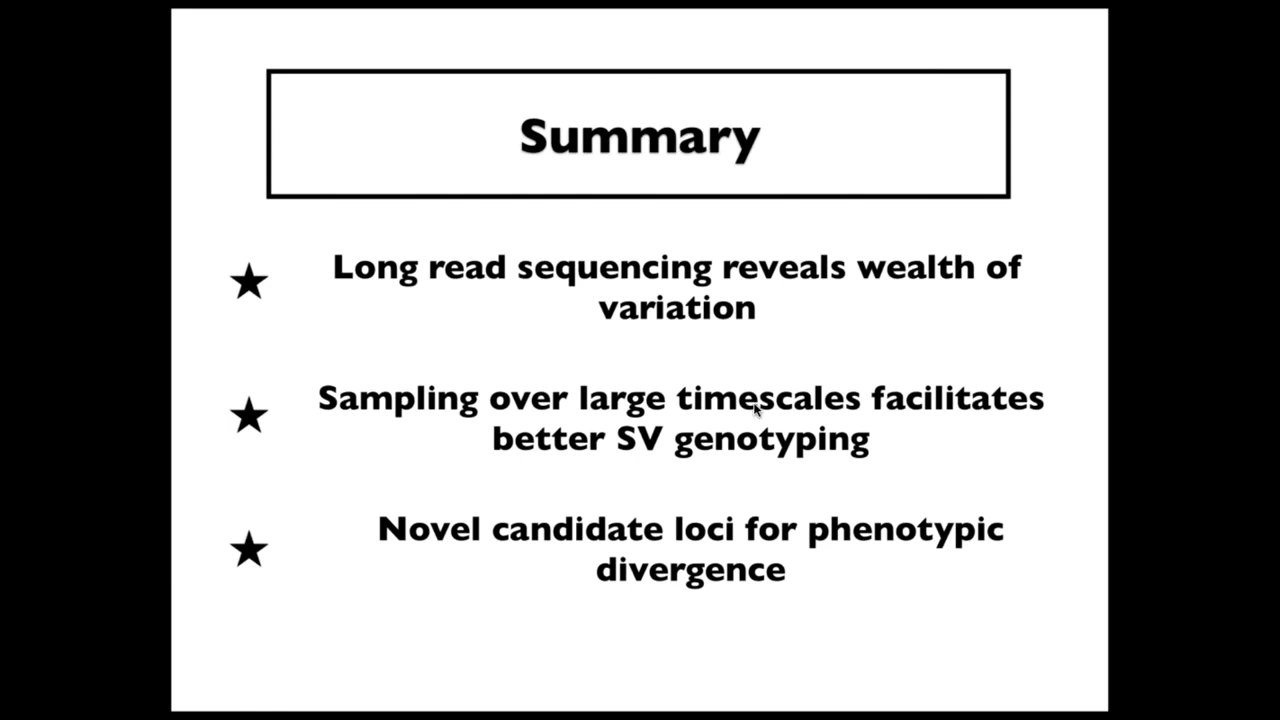 Summary
Long read sequencing reveals wealth of
variation
Sampling over large timescales facilitates
better SV genotyping
Novel candidate loci for phenotypic
divergence